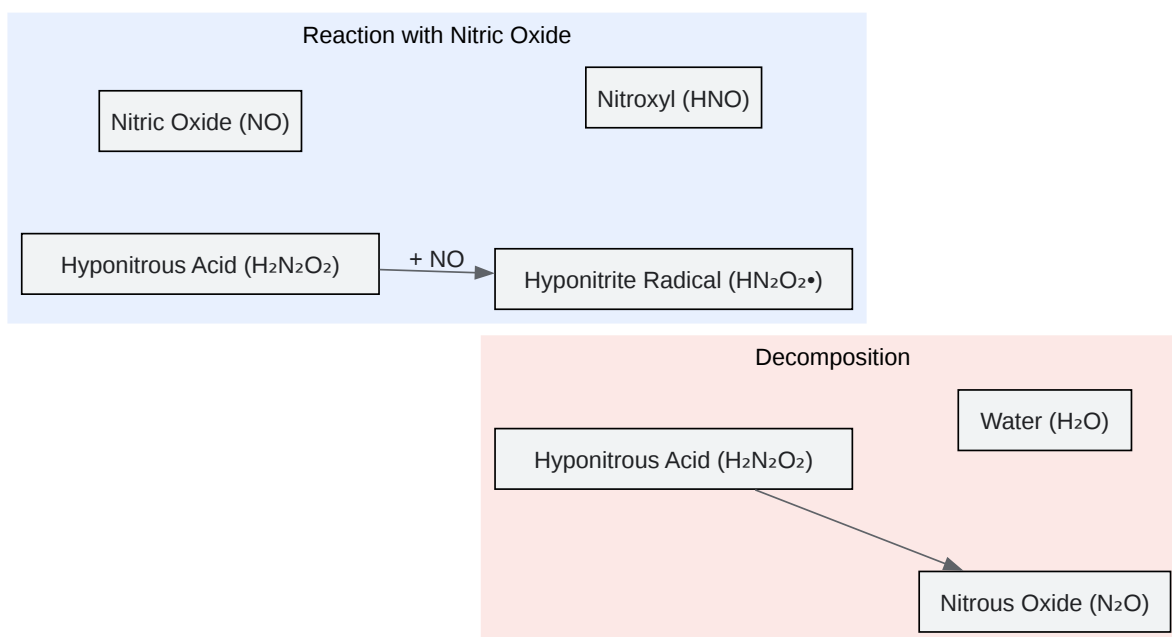 Reaction with Nitric Oxide
Nitroxyl (HNO)
Nitric Oxide (NO)
Hyponitrous Acid (H₂N₂O₂)
+ NO
Hyponitrite Radical (HN₂O₂•)
Decomposition
Water (H₂O)
Hyponitrous Acid (H₂N₂O₂)
Nitrous Oxide (N₂O)